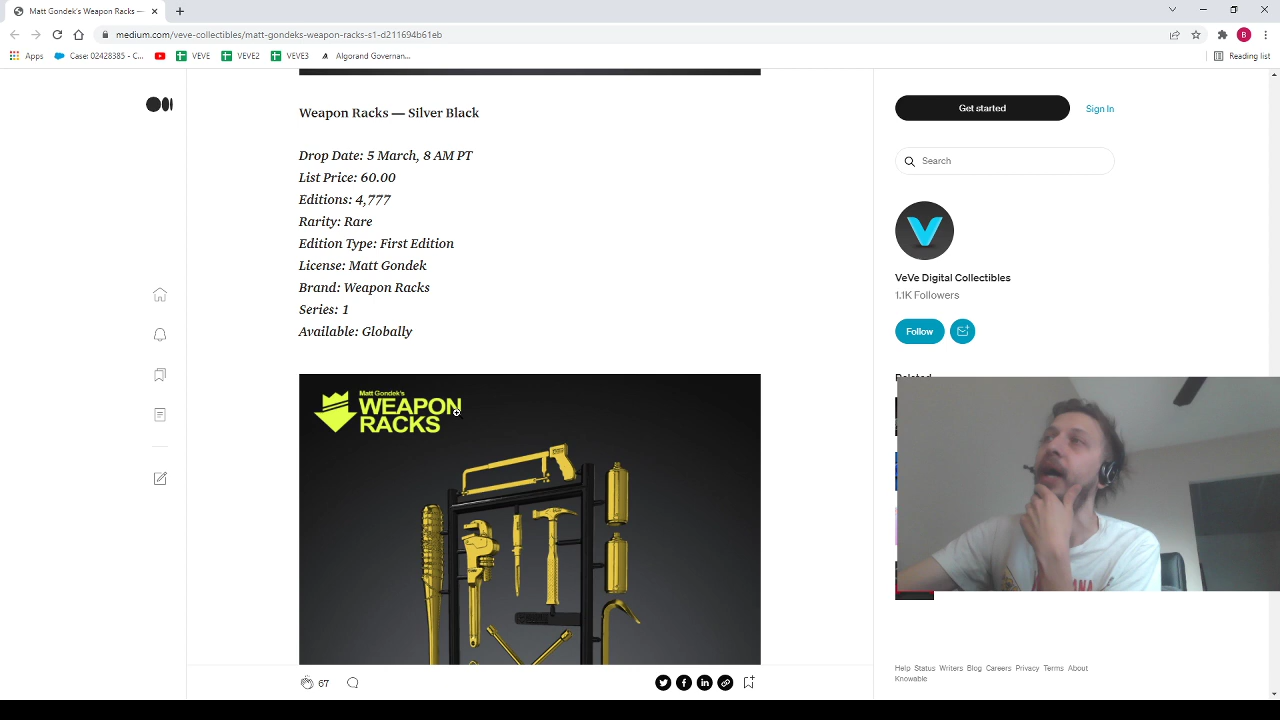 Matt Gondek's Weapon Racks —
medium.com/veve-collectibles/matt-gondeks-weapon-racks-s1-d211694b61eb
B
Apps
Case: 02428385 - C...
VEVE
VEVE2
VEVE3
Algorand Governan...
Reading list
Weapon Racks — Silver Black
Drop Date: 5 March, 8 AM PT
List Price: 60.00
Editions: 4,777
Rarity: Rare
Edition Type: First Edition
License: Matt Gondek
Brand: Weapon Racks
Series: 1
Available: Globally
Matt Gondek's
WEAPON
RACKS
67
Get started
Sign In
Search
VeVe Digital Collectibles
1.1K Followers
Follow
Related
Help Status Writers Blog Careers Privacy Terms About
Knowable